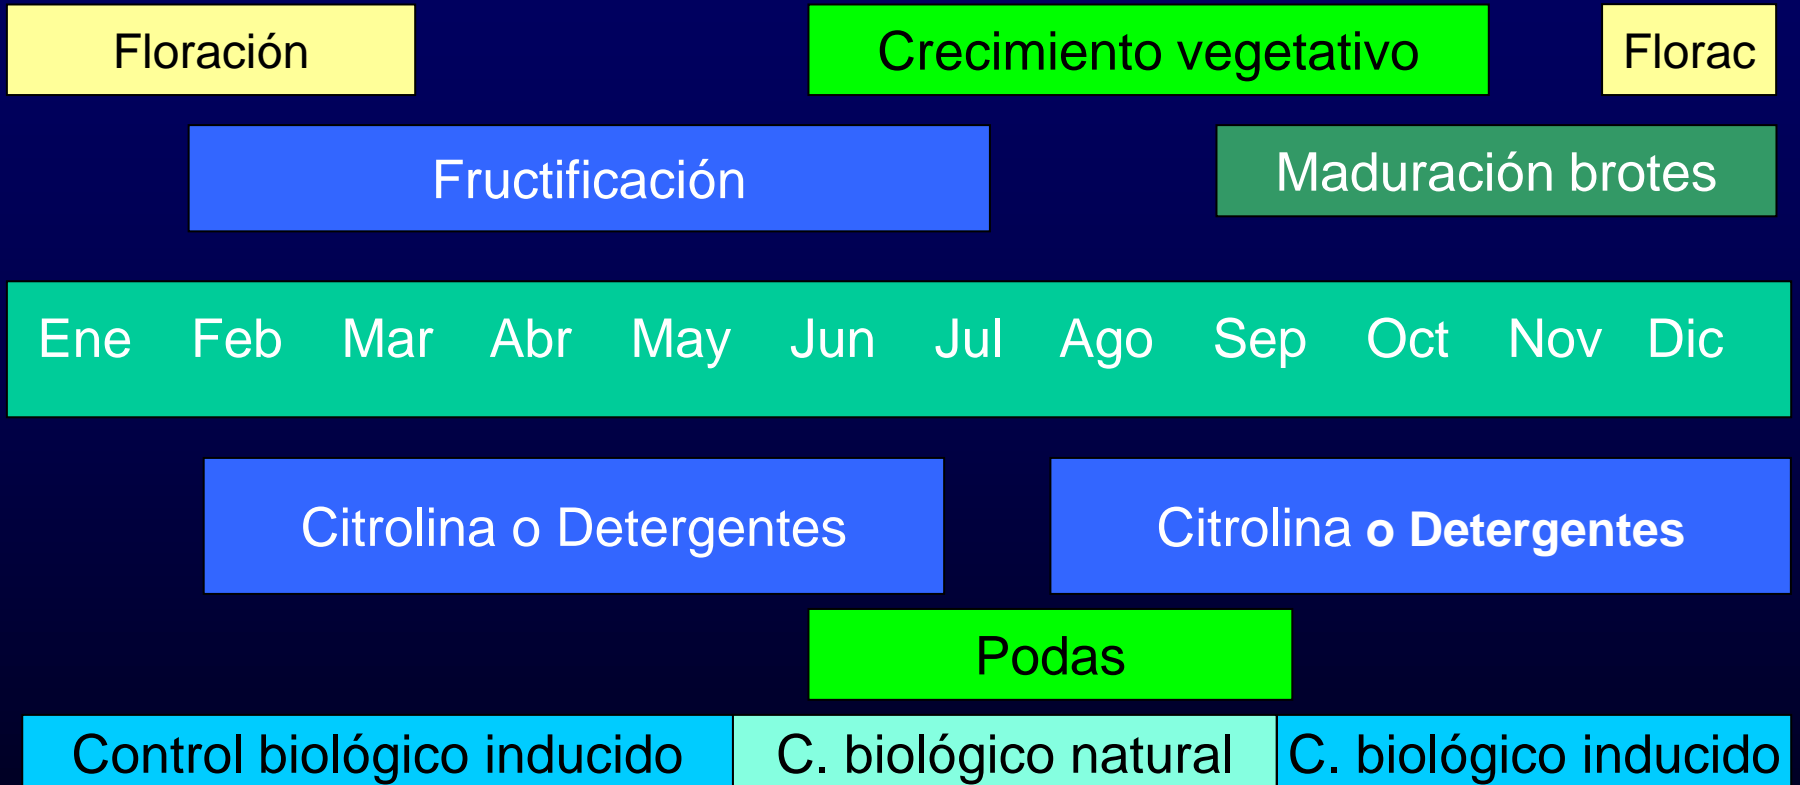 Floración
Crecimiento vegetativo
Florac
Fructificación
Maduración brotes
Ene Feb Mar Abr May Jun Jul Ago Sep Oct Nov Dic
Citrolina o Detergentes
Citrolina o Detergentes
Podas
Control biológico inducido
C. biológico natural
C. biológico inducido